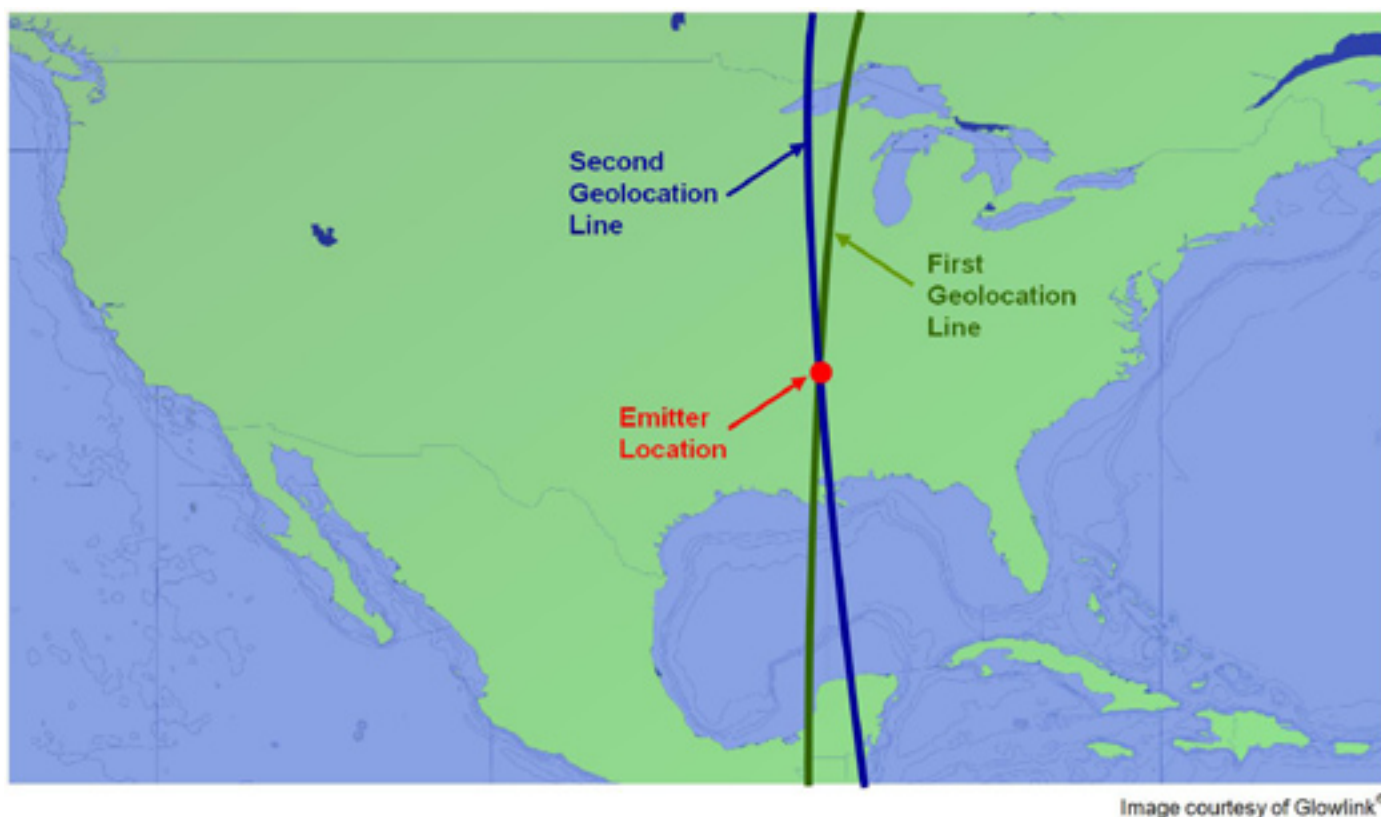 Second
Geolocation
Line
First
Geolocation
Line
Emitter
Location
Image courtesy of Glowlink®